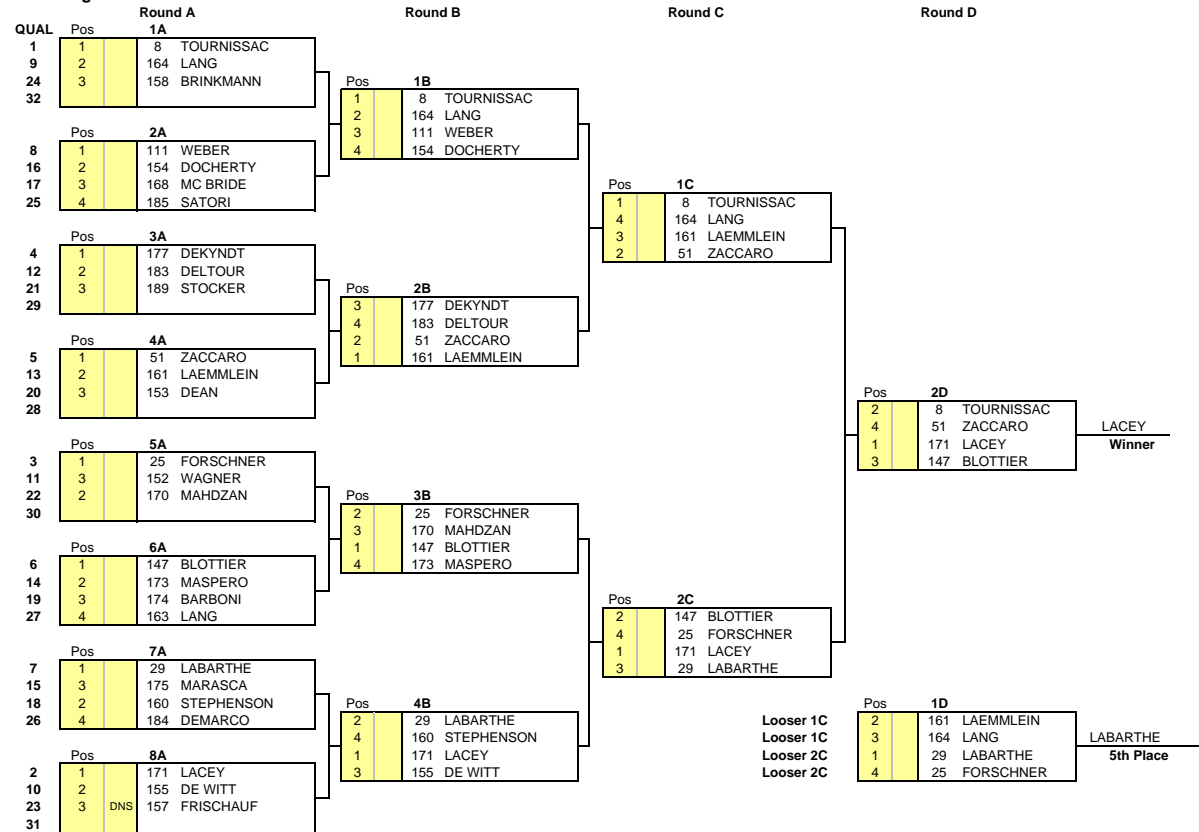 Round A Round B Round C Round D
QUAL Pos 1A
1 1 8 TOURNISSAC
9 2 164 LANG
24 3 158 BRINKMANN
32
Pos 2A
8 1 111 WEBER
16 2 154 DOCHERTY
17 3 168 MC BRIDE
25 4 185 SATORI
Pos 3A
4 1 177 DEKYNDT
12 2 183 DELTOUR
21 3 189 STOCKER
29
Pos 4A
5 1 51 ZACCARO
13 2 161 LAEMMLEIN
20 3 153 DEAN
28
Pos 5A
3 1 25 FORSCHNER
11 3 152 WAGNER
22 2 170 MAHDZAN
30
Pos 6A
6 1 147 BLOTTIER
14 2 173 MASPERO
19 3 174 BARBONI
27 4 163 LANG
Pos 7A
7 1 29 LABARTHE
15 3 175 MARASCA
18 2 160 STEPHENSON
26 4 184 DEMARCO
Pos 8A
2 1 171 LACEY
10 2 155 DE WITT
23 3 DNS 157 FRISCHAUF
31
Pos 1B
1 8 TOURNISSAC
2 164 LANG
3 111 WEBER
4 154 DOCHERTY
Pos 2B
3 177 DEKYNDT
4 183 DELTOUR
2 51 ZACCARO
1 161 LAEMMLEIN
Pos 3B
2 25 FORSCHNER
3 170 MAHDZAN
1 147 BLOTTIER
4 173 MASPERO
Pos 4B
2 29 LABARTHE
4 160 STEPHENSON
1 171 LACEY
3 155 DE WITT
Pos 1C
1 8 TOURNISSAC
4 164 LANG
3 161 LAEMMLEIN
2 51 ZACCARO
Pos 2C
2 147 BLOTTIER
4 25 FORSCHNER
1 171 LACEY
3 29 LABARTHE
Pos 2D
2 8 TOURNISSAC
4 51 ZACCARO LACEY
1 171 LACEY Winner
3 147 BLOTTIER
Pos 1D
Looser 1C 2 161 LAEMMLEIN
Looser 1C 3 164 LANG LABARTHE
Looser 2C 1 29 LABARTHE 5th Place
Looser 2C 4 25 FORSCHNER